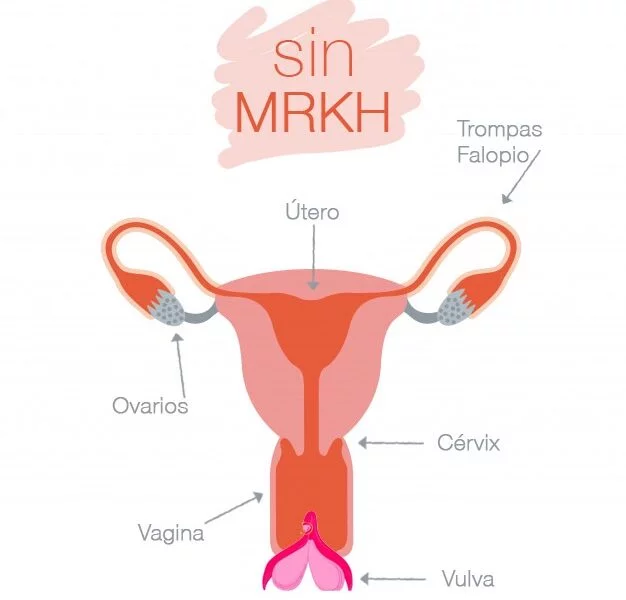 sin
MRKH
Trompas
Falopio
Útero
Ovarios
Cérvix
Vagina
Vulva